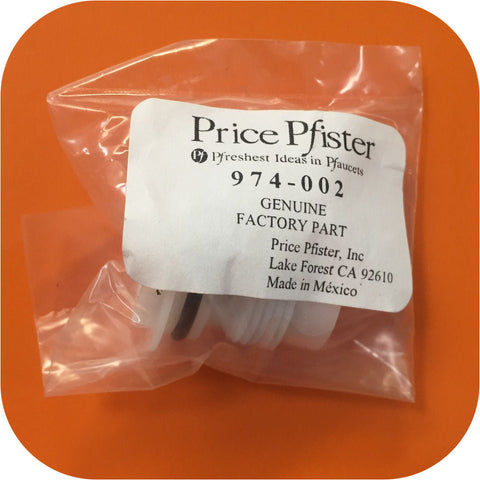 Price Pfister
Pf Pfreshest Ideas in Pfaucets
974-002
GENUINE
FACTORY PART
Price Pfister, Inc
Lake Forest CA 92610
Made in México